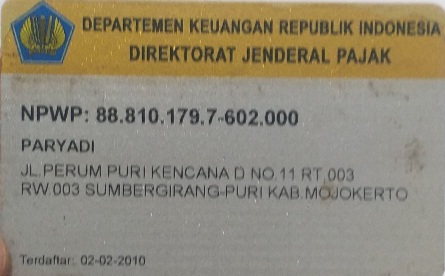 DEPARTEMEN KEUANGAN REPUBLIK INDONESIA
DIREKTORAT JENDERAL PAJAK
NPWP: 88.810.179.7-602.000
PARYADI
JL.PERUM PURI KENCANA D NO.11 RT.003
RW.003 SUMBERGIRANG-PURI KAB.MOJOKERTO
Terdaftar: 02-02-2010